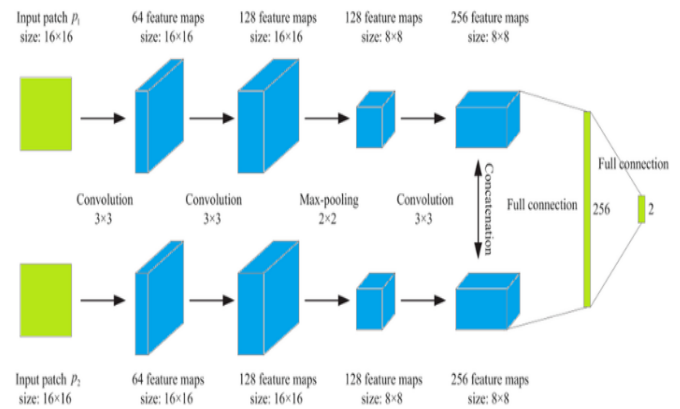 Input patch p₁
size: 16×16
64 feature maps
size: 16×16
128 feature maps
size: 16×16
128 feature maps
size: 8×8
256 feature maps
size: 8×8
Convolution
3×3
Convolution
3×3
Max-pooling
2×2
Convolution
3×3
Concatenation
Full connection
256
Full connection
2
Input patch p₂
size: 16×16
64 feature maps
size: 16×16
128 feature maps
size: 16×16
128 feature maps
size: 8×8
256 feature maps
size: 8×8